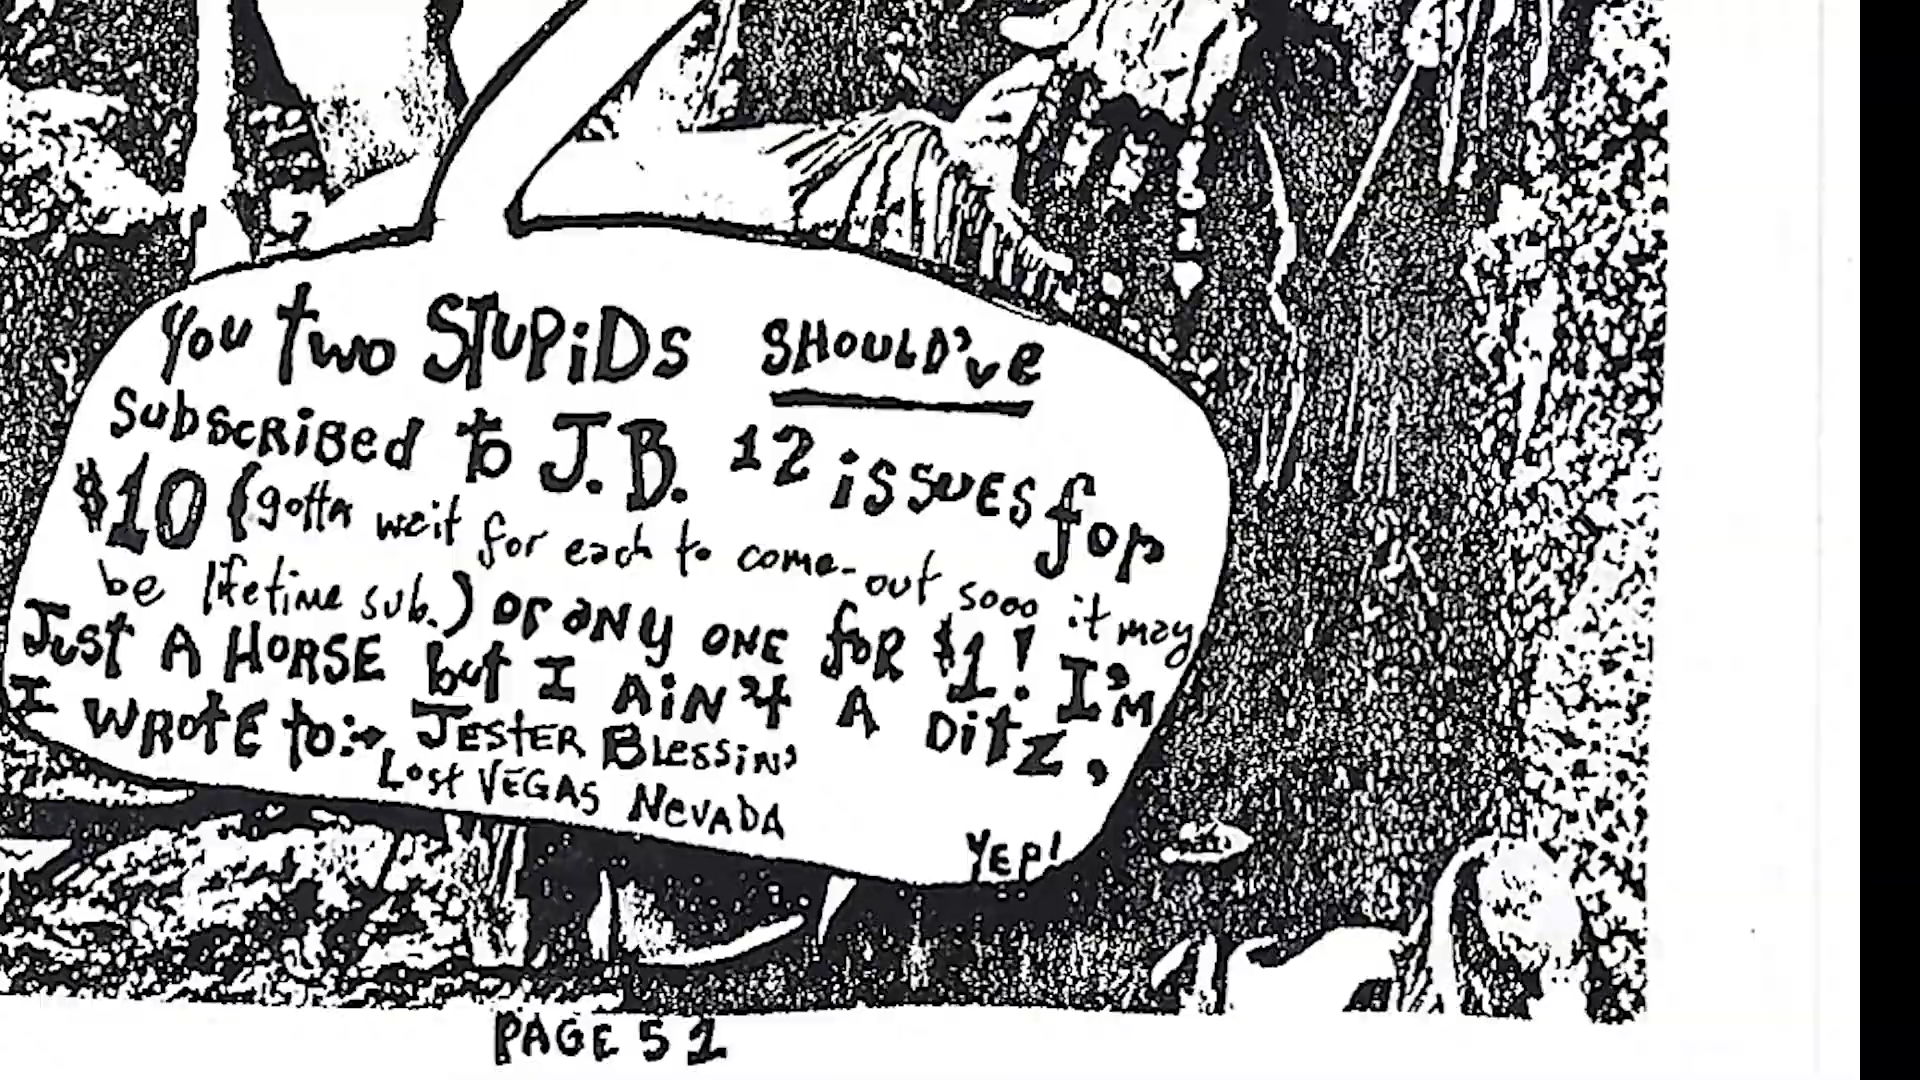 You two STUPiDS SHOULD've
SubscRiBed to J.B. 12 issues for
$10 (gotta wait for each to come-out sooo it may
be lifetime sub.) or any ONE foR $1! I'M
Just A HORSE but I AiN't A Ditz,
I WRotE to:→ JESTER BlessiN'
Lost VEGAS NevADA
YEP!
PAGE 52